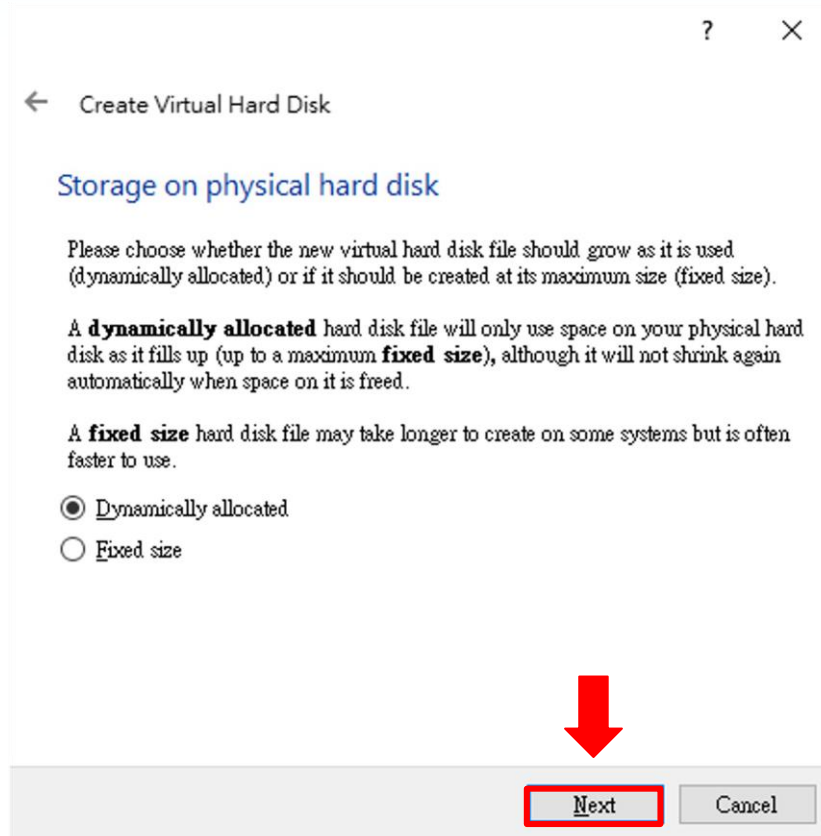 ?
Create Virtual Hard Disk
Storage on physical hard disk
Please choose whether the new virtual hard disk file should grow as it is used
(dynamically allocated) or if it should be created at its maximum size (fixed size).
A dynamically allocated hard disk file will only use space on your physical hard
disk as it fills up (up to a maximum fixed size), although it will not shrink again
automatically when space on it is freed.
A fixed size hard disk file may take longer to create on some systems but is often
faster to use.
Dynamically allocated
Fixed size
Next Cancel